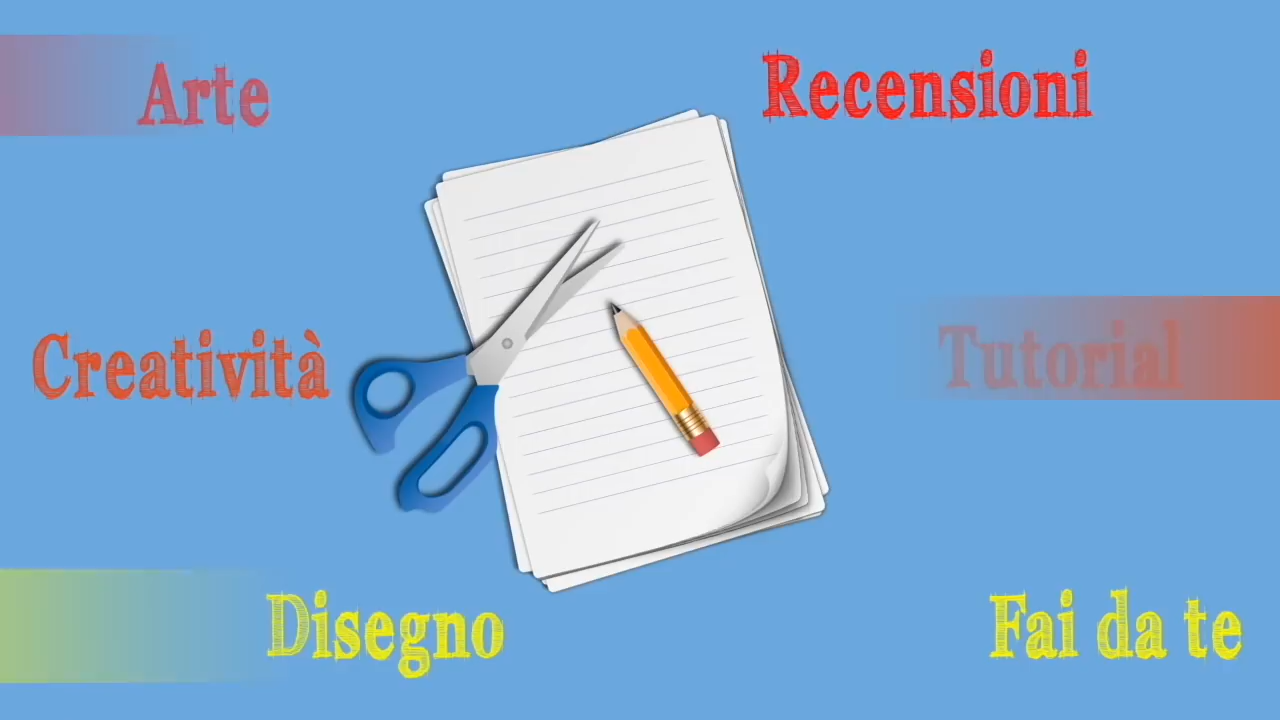 Arte
Recensioni
Creatività
Tutorial
Disegno
Fai da te